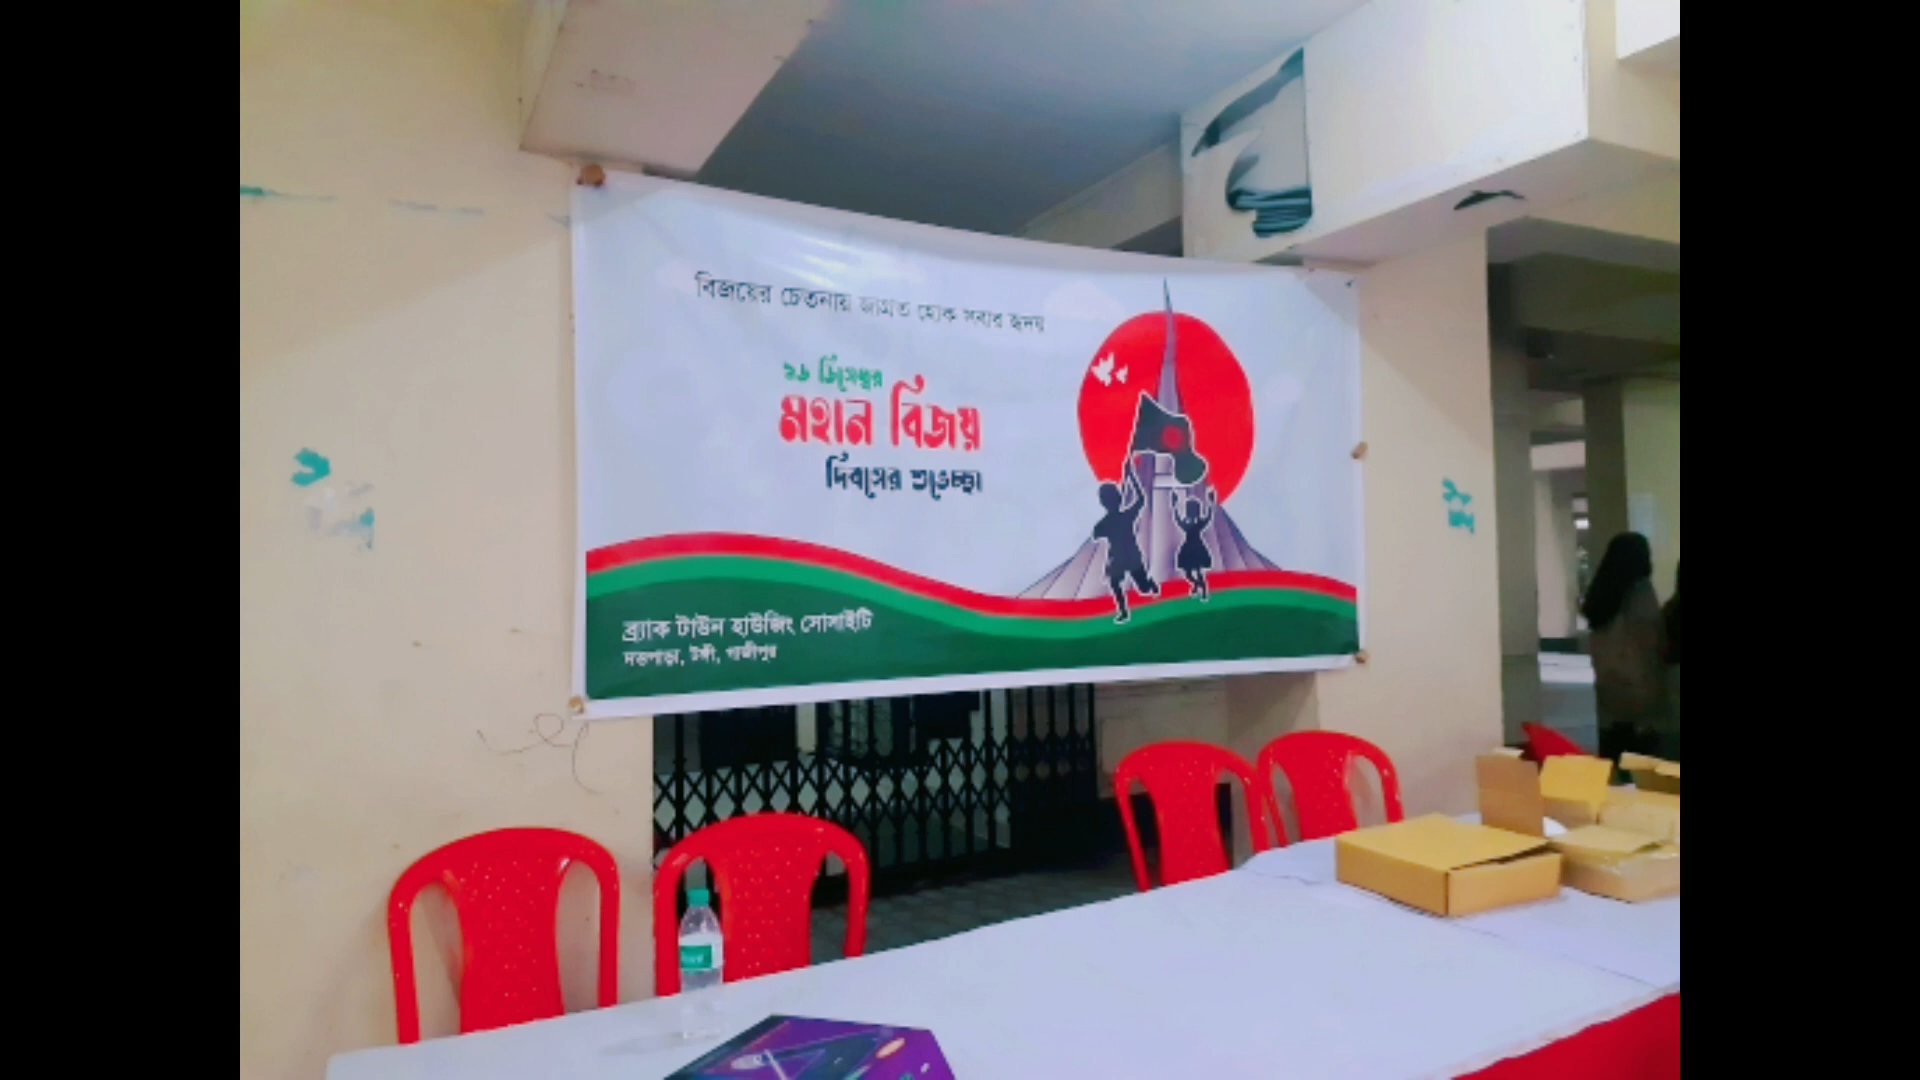 বিজয়ের চেতনায় জাগ্রত হোক সবার হৃদয়
১৬ ডিসেম্বর
মহান বিজয়
দিবসের শুভেচ্ছা
ব্র্যাক টাউন হাউজিং সোসাইটি
দত্তপাড়া, টঙ্গী, গাজীপুর